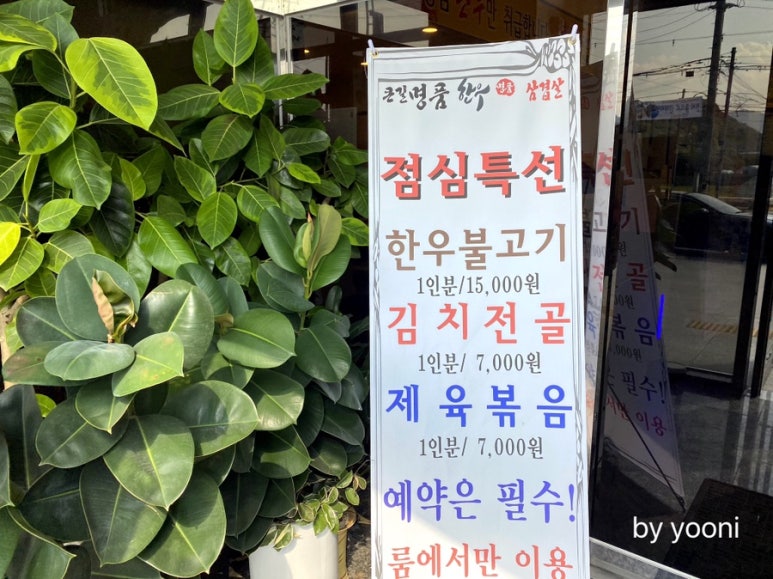 큰길 명품 한우 명품 삼겹살
점심특선
한우불고기
1인분/15,000원
김치전골
1인분/ 7,000원
제육볶음
1인분/ 7,000원
예약은 필수!
룸에서만 이용
by yooni